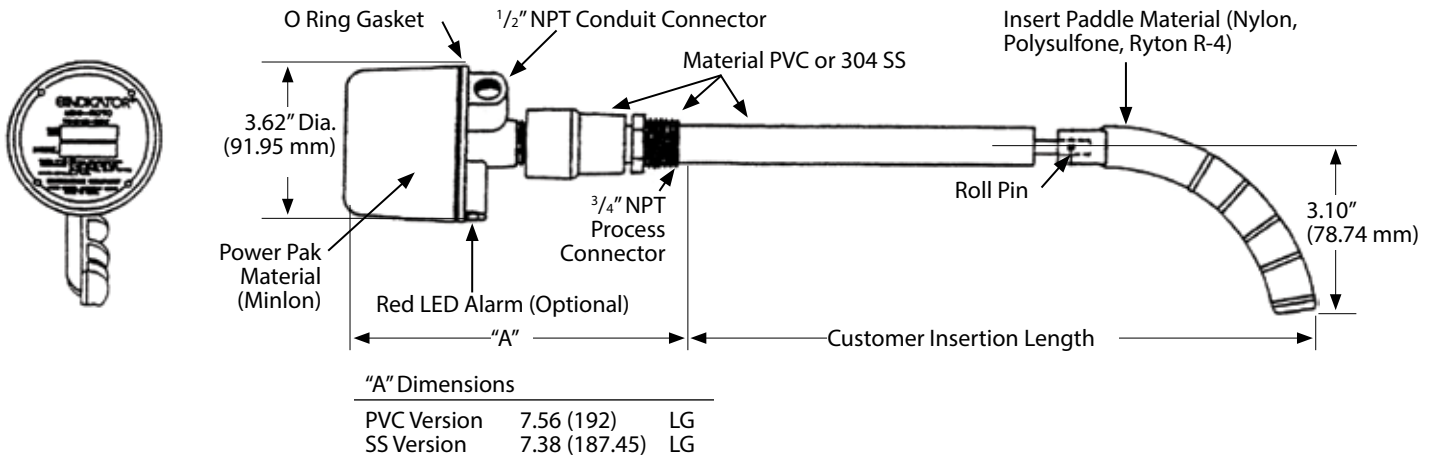 O Ring Gasket
1/2" NPT Conduit Connector
Insert Paddle Material (Nylon,
Polysulfone, Ryton R-4)
Material PVC or 304 SS
3.62" Dia.
(91.95 mm)
BINDICATOR
Roll Pin
3/4" NPT
Process
Connector
3.10"
(78.74 mm)
Power Pak
Material
(Minlon)
Red LED Alarm (Optional)
"A"
Customer Insertion Length
"A" Dimensions
PVC Version 7.56 (192) LG
SS Version 7.38 (187.45) LG